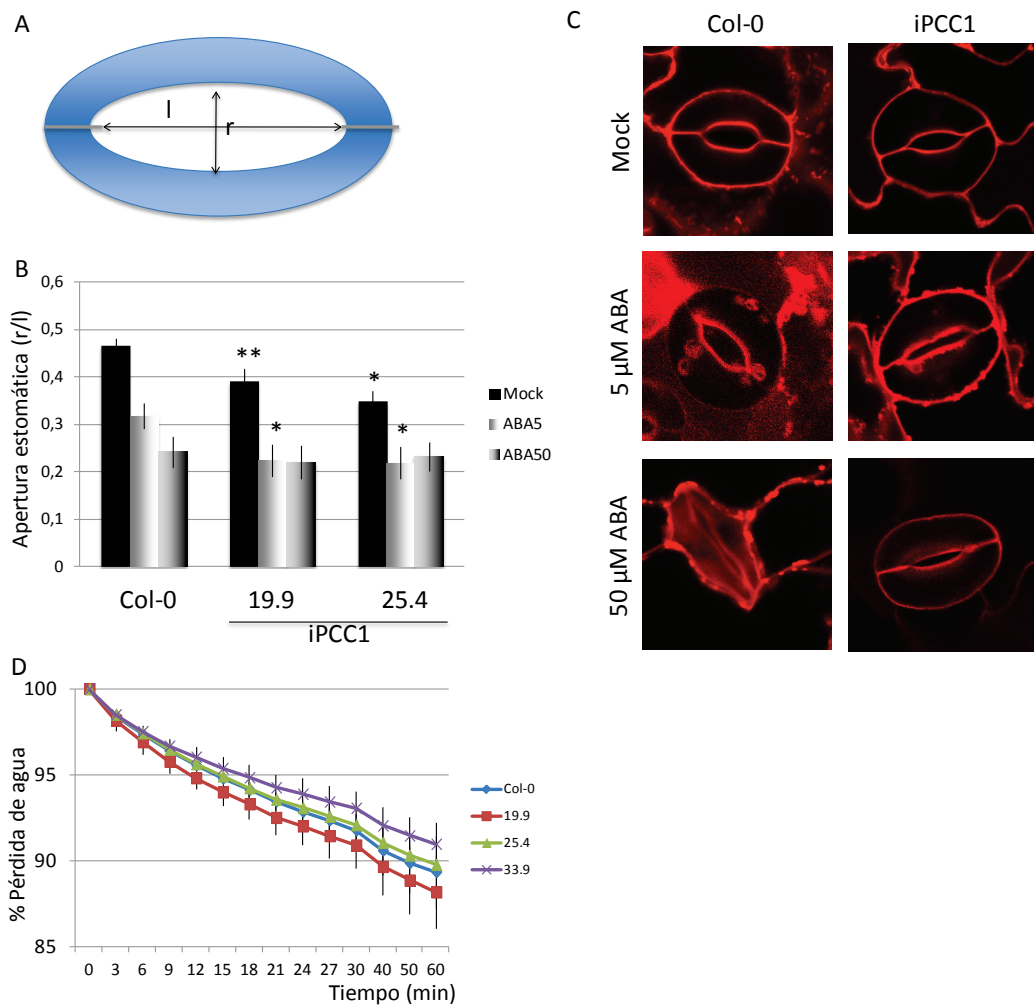 A
l
r
B
Apertura estomática (r/l)
0,6
0,5
0,4
0,3
0,2
0,1
0
**
*
*
*
Mock
ABA5
ABA50
Col-0
19.9
25.4
iPCC1
C
Col-0
iPCC1
Mock
5 µM ABA
50 µM ABA
D
% Pérdida de agua
100
95
90
85
0 3 6 9 12 15 18 21 24 27 30 40 50 60
Tiempo (min)
Col-0
19.9
25.4
33.9